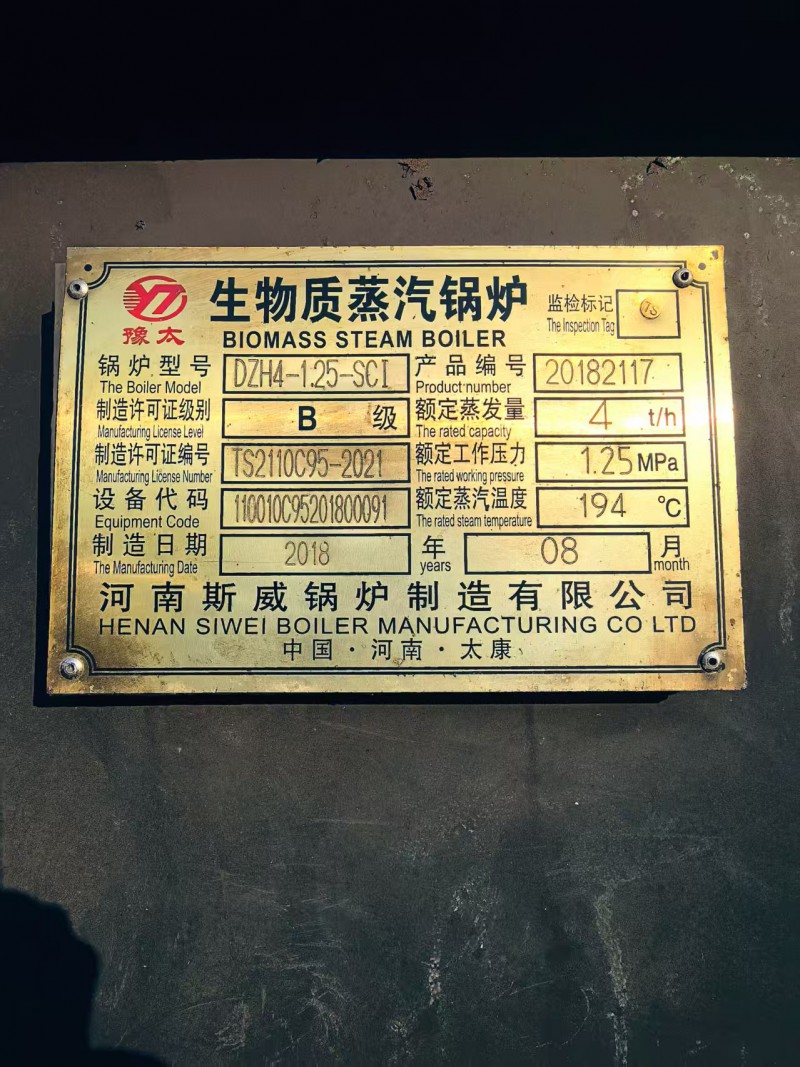 生物质蒸汽锅炉 监检标记
豫太 BIOMASS STEAM BOILER The Inspection Tag
锅炉型号 DZH4-1.25-SCI 产品编号 20182117
The Boiler Model Product number
制造许可证级别 B 级 额定蒸发量 4 t/h
Manufacturing License Level The rated capacity
制造许可证编号 TS2110C95-2021 额定工作压力 1.25 MPa
Manufacturing License Number The rated working pressure
设备代码 110010C95201800091 额定蒸汽温度 194 ℃
Equipment Code The rated steam temperature
制造日期 2018 年 08 月
The Manufacturing Date years month
河南斯威锅炉制造有限公司
HENAN SIWEI BOILER MANUFACTURING CO LTD
中国·河南·太康